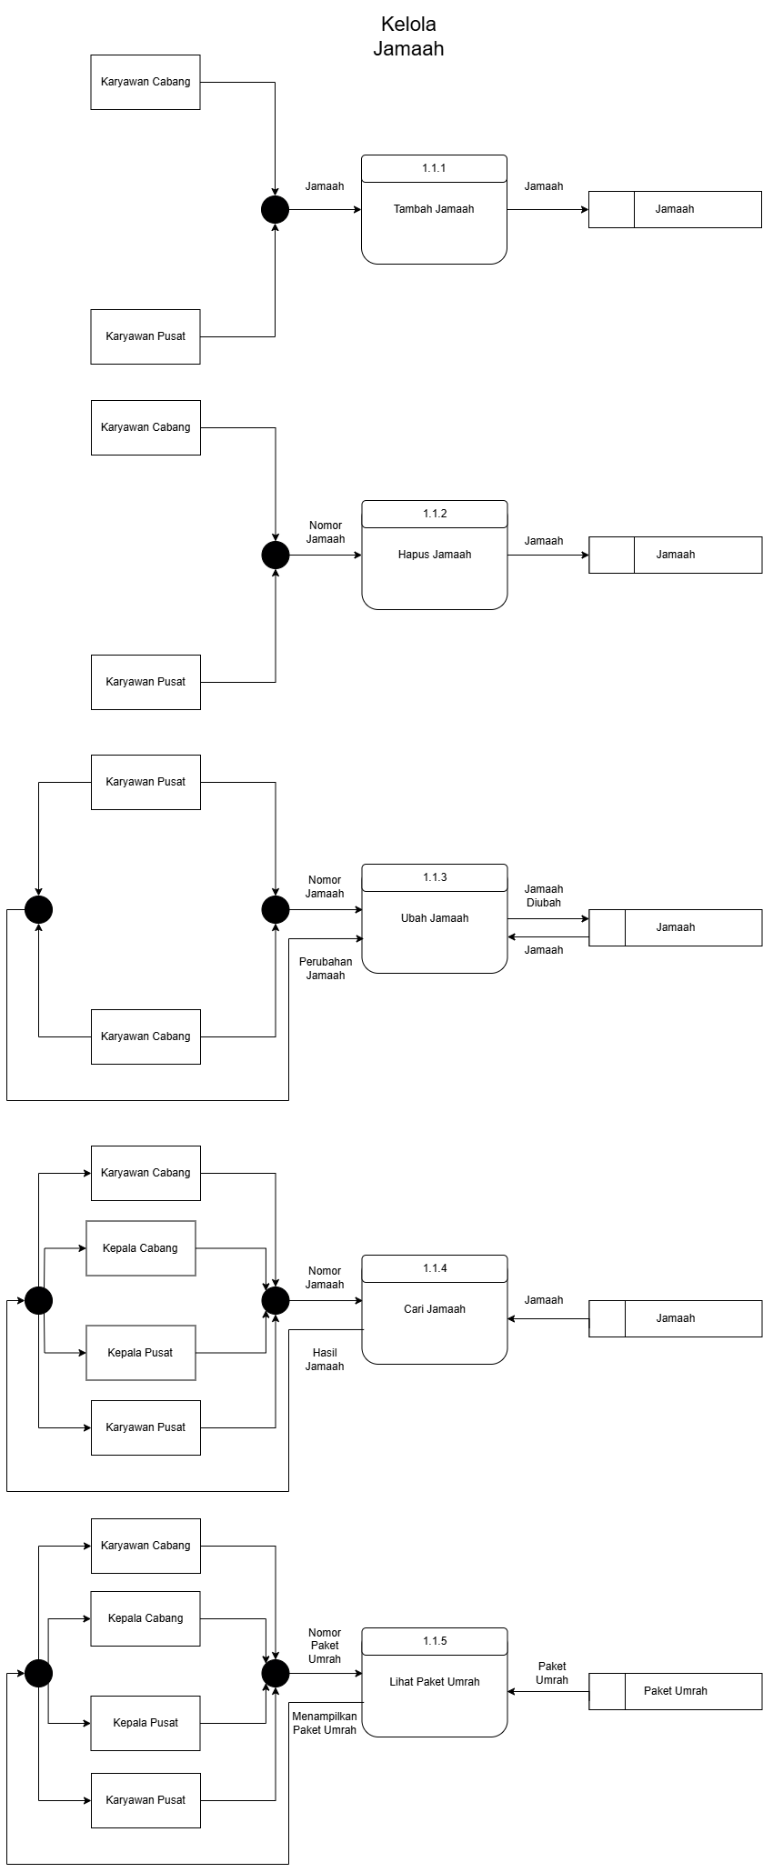 Kelola
Jamaah
Karyawan Cabang
1.1.1
Jamaah
Jamaah
Tambah Jamaah
Jamaah
Karyawan Pusat
Karyawan Cabang
1.1.2
Nomor
Jamaah
Jamaah
Hapus Jamaah
Jamaah
Karyawan Pusat
Karyawan Pusat
1.1.3
Nomor
Jamaah
Jamaah
Diubah
Ubah Jamaah
Jamaah
Jamaah
Perubahan
Jamaah
Karyawan Cabang
Karyawan Cabang
Kepala Cabang
1.1.4
Nomor
Jamaah
Jamaah
Cari Jamaah
Jamaah
Kepala Pusat
Hasil
Jamaah
Karyawan Pusat
Karyawan Cabang
Kepala Cabang
1.1.5
Nomor
Paket
Umrah
Paket
Umrah
Lihat Paket Umrah
Paket Umrah
Menampilkan
Paket Umrah
Kepala Pusat
Karyawan Pusat